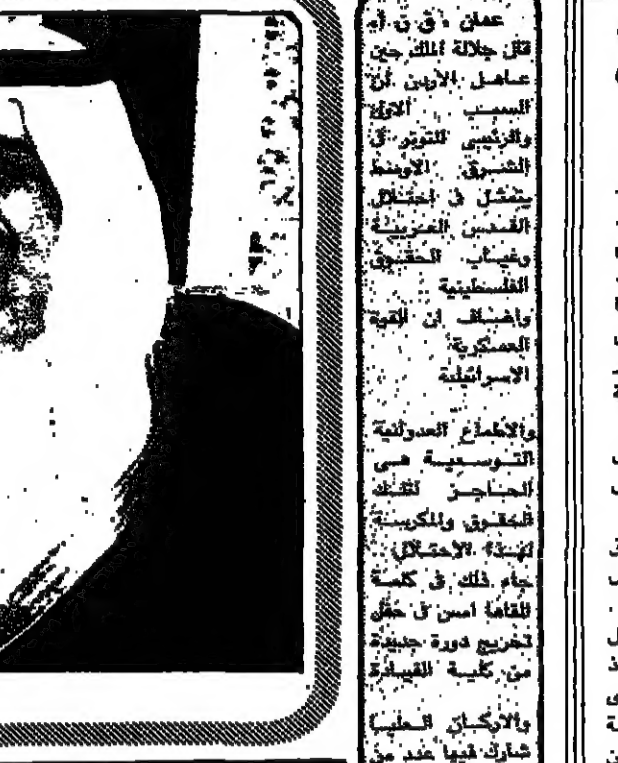 عمان - ق ن أ -
قال جلالة الملك حسين
عاهل الأردن أن
السبب الأول
والرئيسي للتوتر في
الشرق الأوسط
يتمثل في احتلال
القدس العربية
وغياب الحقوق
الفلسطينية
واضاف ان القوة
العسكرية
الاسرائيلية
والاطماع العدوانية
التوسعية هي
الحاجز لتلك
الحقوق والمكرسة
لهذا الاحتلال
جاء ذلك في كلمة
القاها امس في حفل
تخريج دورة جديدة
من كلية القيادة
والاركان العليا
شارك فيها عدد من